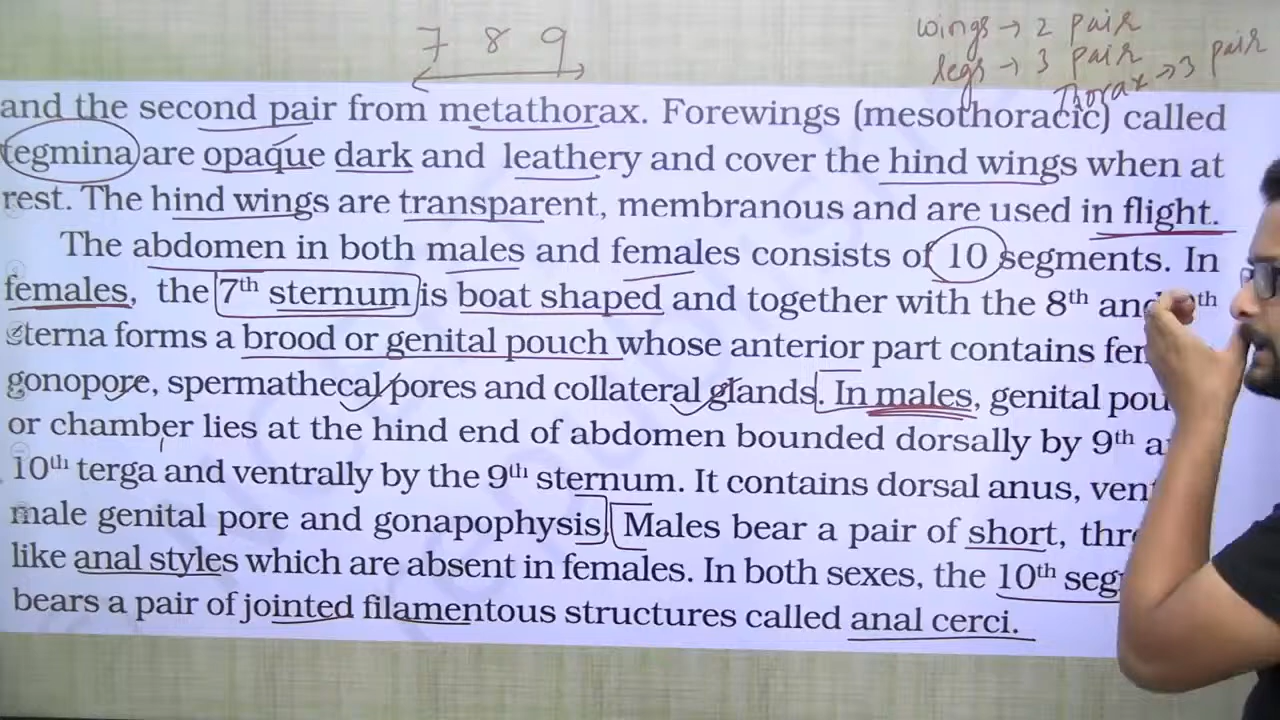 7 8 9
wings → 2 pair
legs → 3 pair
Thorax → 3 pair
and the second pair from metathorax. Forewings (mesothoracic) called
tegmina are opaque dark and leathery and cover the hind wings when at
rest. The hind wings are transparent, membranous and are used in flight.
The abdomen in both males and females consists of 10 segments. In
females, the 7th sternum is boat shaped and together with the 8th and 9th
sterna forms a brood or genital pouch whose anterior part contains
gonopore, spermathecal pores and collateral glands. In males, genital
or chamber lies at the hind end of abdomen bounded dorsally by 9th
10th terga and ventrally by the 9th sternum. It contains dorsal anus,
male genital pore and gonapophysis. Males bear a pair of short,
like anal styles which are absent in females. In both sexes, the 10th
bears a pair of jointed filamentous structures called anal cerci.